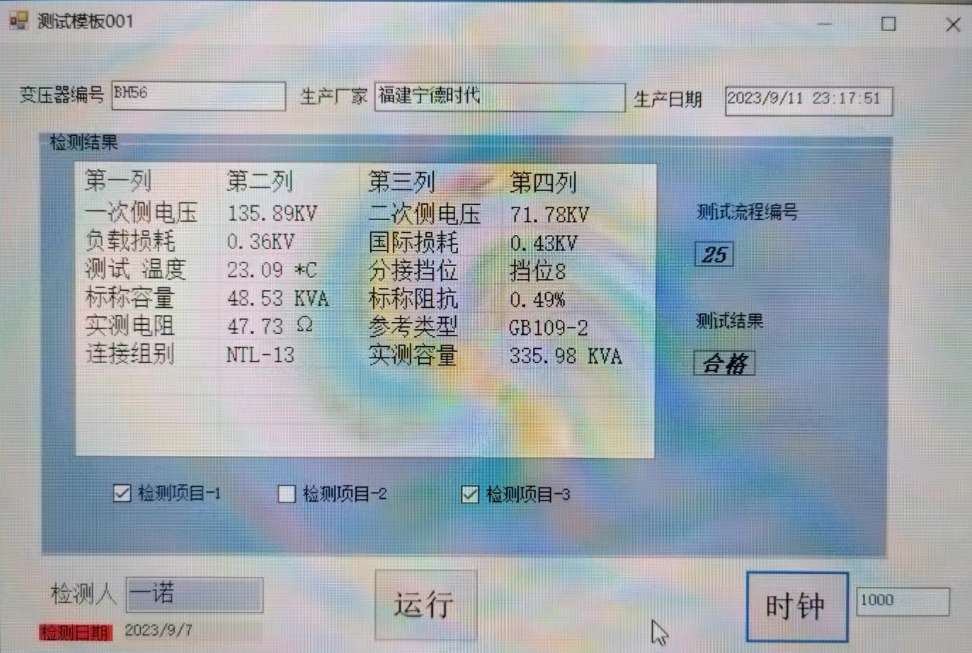 测试模板001
变压器编号 BH56 生产厂家 福建宁德时代 生产日期 2023/9/11 23:17:51
检测结果
第一列 第二列 第三列 第四列
一次侧电压 135.89KV 二次侧电压 71.78KV
负载损耗 0.36KV 国际损耗 0.43KV
测试 温度 23.09 *C 分接挡位 挡位8
标称容量 48.53 KVA 标称阻抗 0.49%
实测电阻 47.73 Ω 参考类型 GB109-2
连接组别 NTL-13 实测容量 335.98 KVA
测试流程编号
25
测试结果
合格
检测项目-1 检测项目-2 检测项目-3
检测人 一诺 运行 时钟 1000
检测日期 2023/9/7